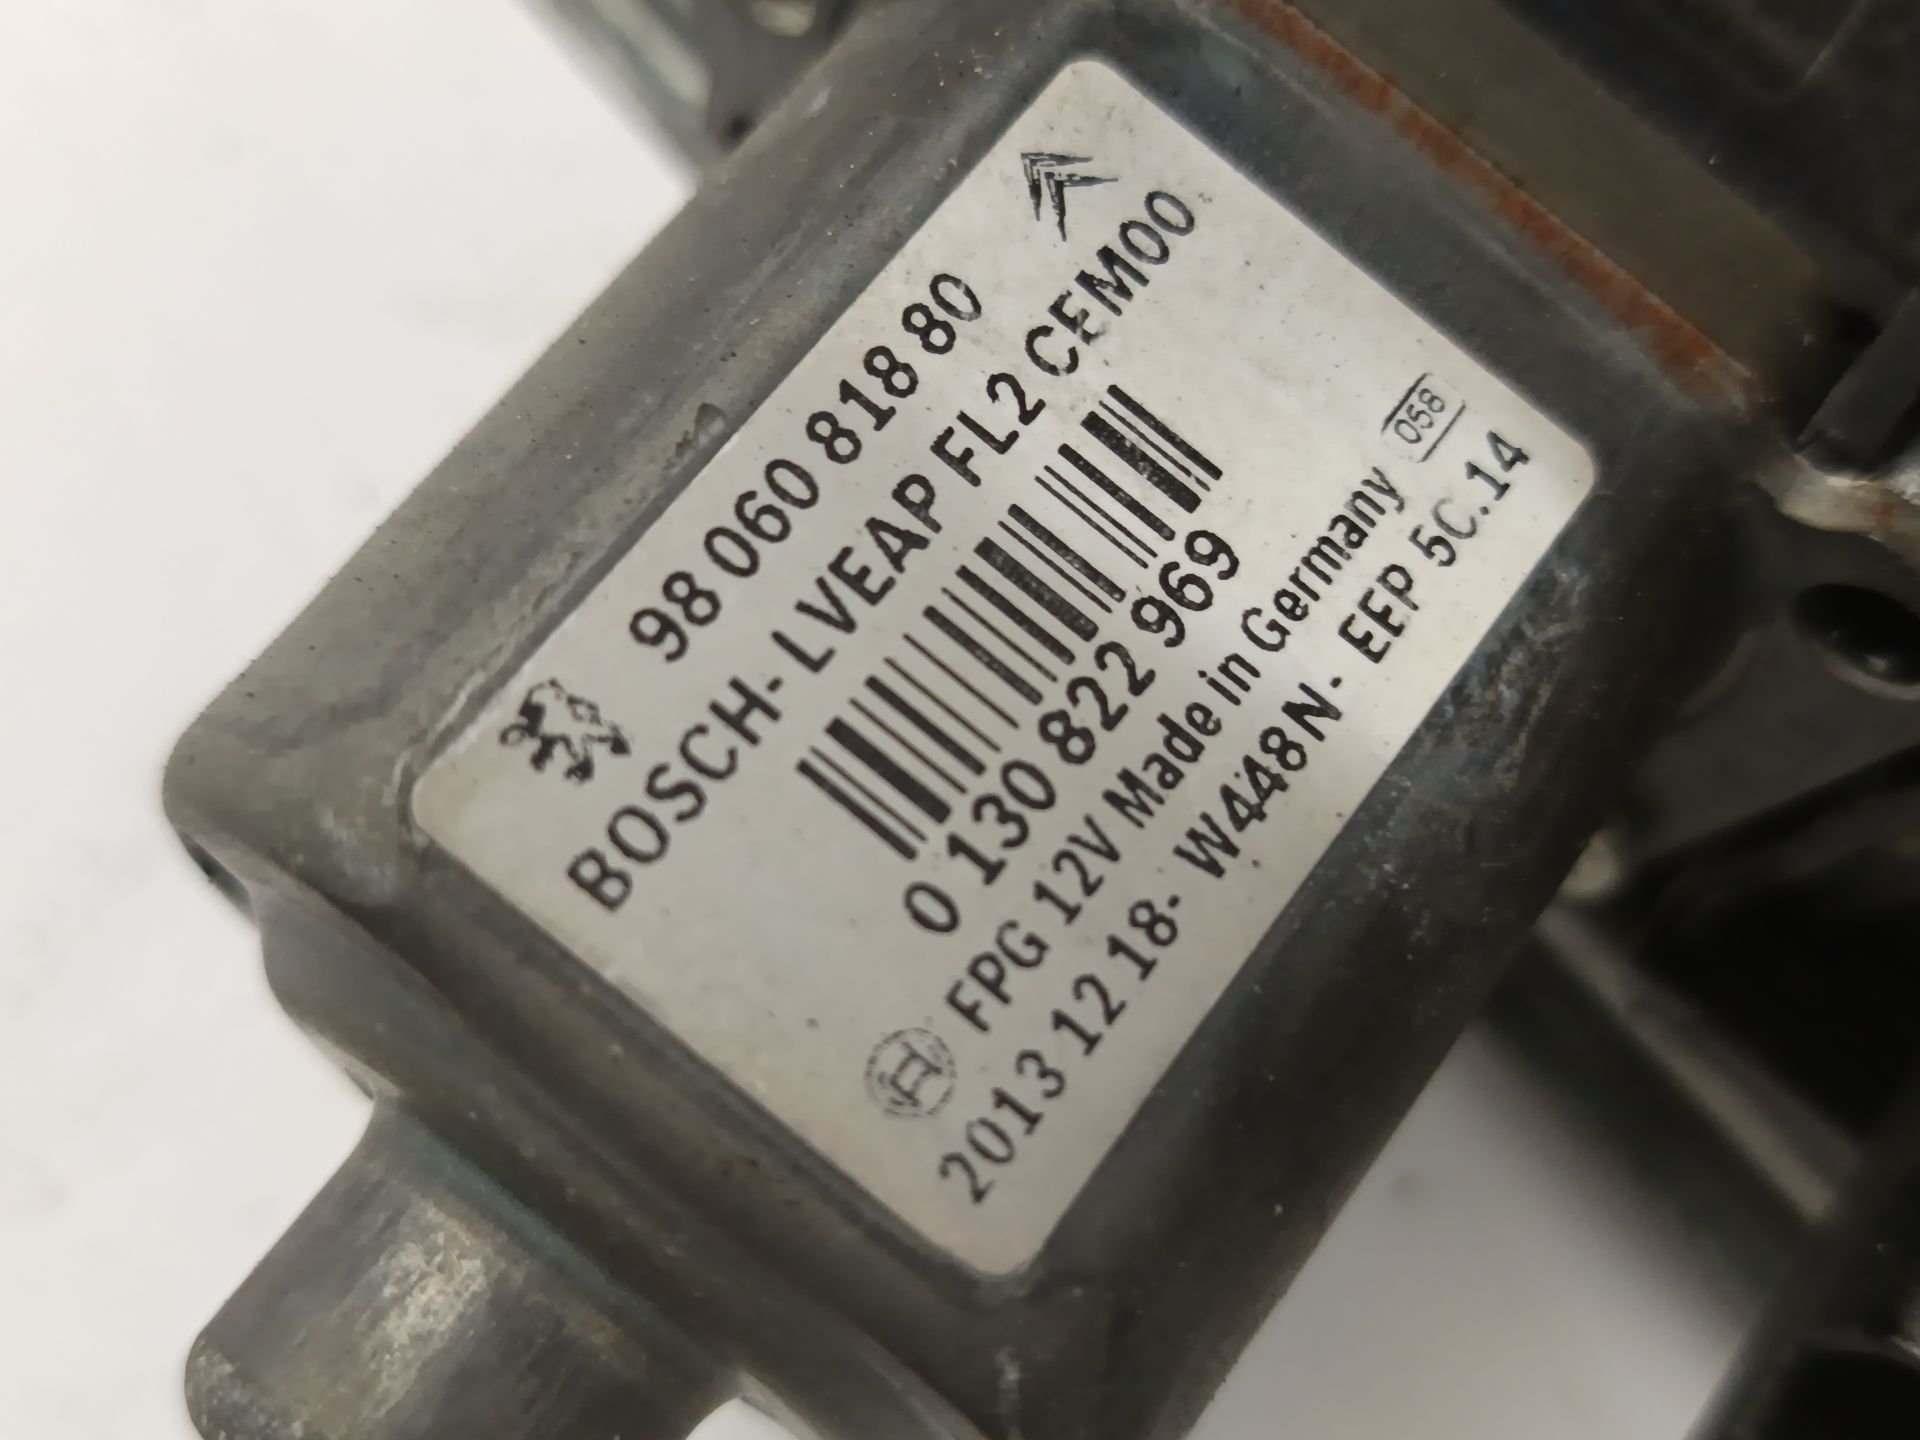 98 060 818 80
BOSCH- LVEAP FL2 CEM00
0 130 822 969
FPG 12V Made in Germany 058
2013 12 18- W448N- EEP 5C.14